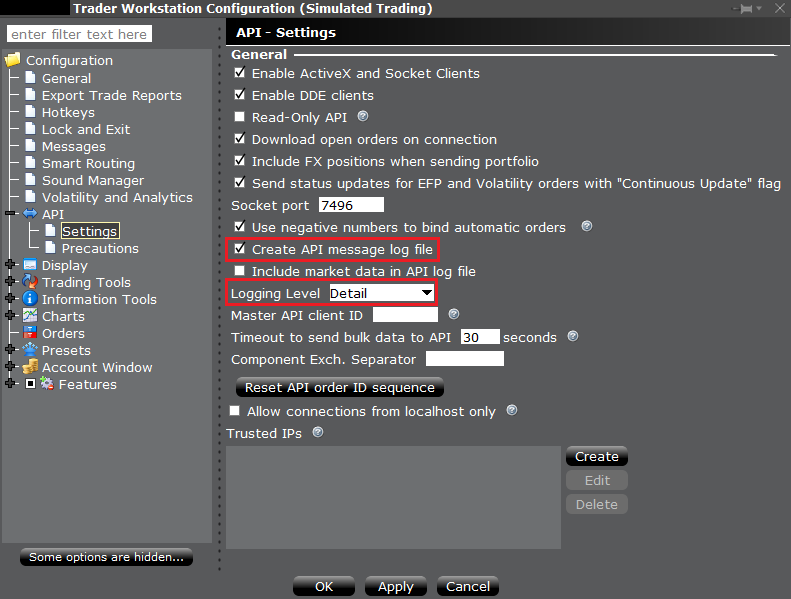 Trader Workstation Configuration (Simulated Trading)
enter filter text here
Configuration
General
Export Trade Reports
Hotkeys
Lock and Exit
Messages
Smart Routing
Sound Manager
Volatility and Analytics
API
Settings
Precautions
Display
Trading Tools
Information Tools
Charts
Orders
Presets
Account Window
Features
Some options are hidden...
API - Settings
General
Enable ActiveX and Socket Clients
Enable DDE clients
Read-Only API ?
Download open orders on connection
Include FX positions when sending portfolio
Send status updates for EFP and Volatility orders with "Continuous Update" flag
Socket port 7496
Use negative numbers to bind automatic orders ?
Create API message log file
Include market data in API log file
Logging Level Detail
Master API client ID ?
Timeout to send bulk data to API 30 seconds ?
Component Exch. Separator
Reset API order ID sequence
Allow connections from localhost only ?
Trusted IPs ?
Create
Edit
Delete
OK Apply Cancel